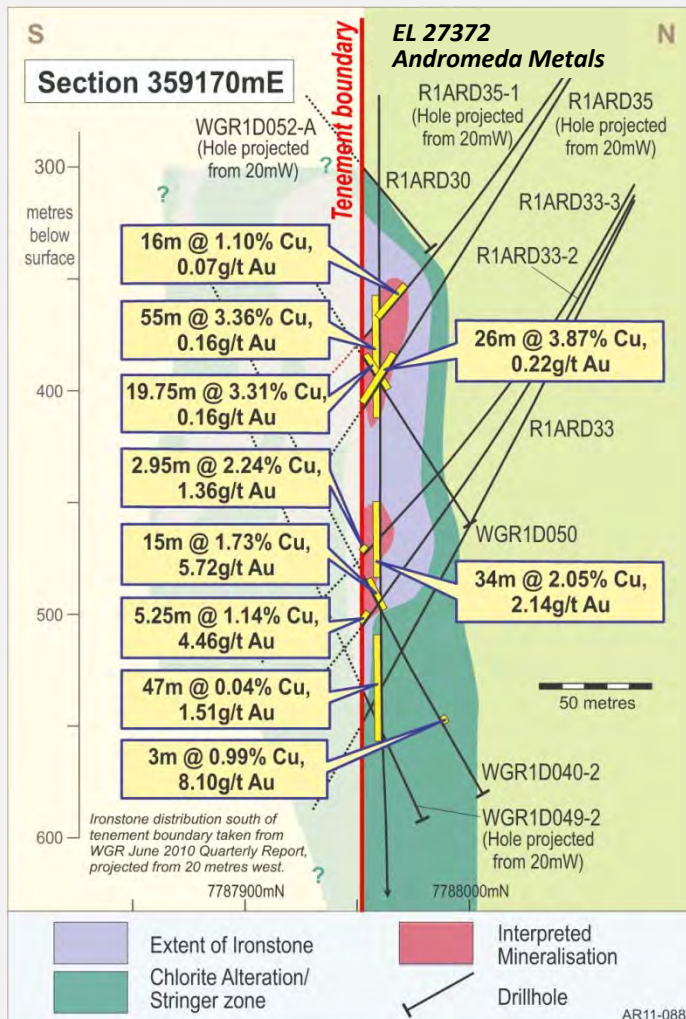 S
EL 27372
Andromeda Metals
N
Section 359170mE
Tenement boundary
WGR1D052-A
(Hole projected
from 20mW)
R1ARD35-1
(Hole projected
from 20mW)
R1ARD35
(Hole projected
from 20mW)
R1ARD30
R1ARD33-3
R1ARD33-2
R1ARD33
300
metres
below
surface
?
?
16m @ 1.10% Cu,
0.07g/t Au
55m @ 3.36% Cu,
0.16g/t Au
26m @ 3.87% Cu,
0.22g/t Au
400
19.75m @ 3.31% Cu,
0.16g/t Au
2.95m @ 2.24% Cu,
1.36g/t Au
WGR1D050
15m @ 1.73% Cu,
5.72g/t Au
34m @ 2.05% Cu,
2.14g/t Au
500
5.25m @ 1.14% Cu,
4.46g/t Au
47m @ 0.04% Cu,
1.51g/t Au
50 metres
3m @ 0.99% Cu,
8.10g/t Au
WGR1D040-2
WGR1D049-2
(Hole projected
from 20mW)
Ironstone distribution south of
tenement boundary taken from
WGR June 2010 Quarterly Report,
projected from 20 metres west.
600
?
7787900mN
7788000mN
Extent of Ironstone
Interpreted
Mineralisation
Chlorite Alteration/
Stringer zone
Drillhole
AR11-088